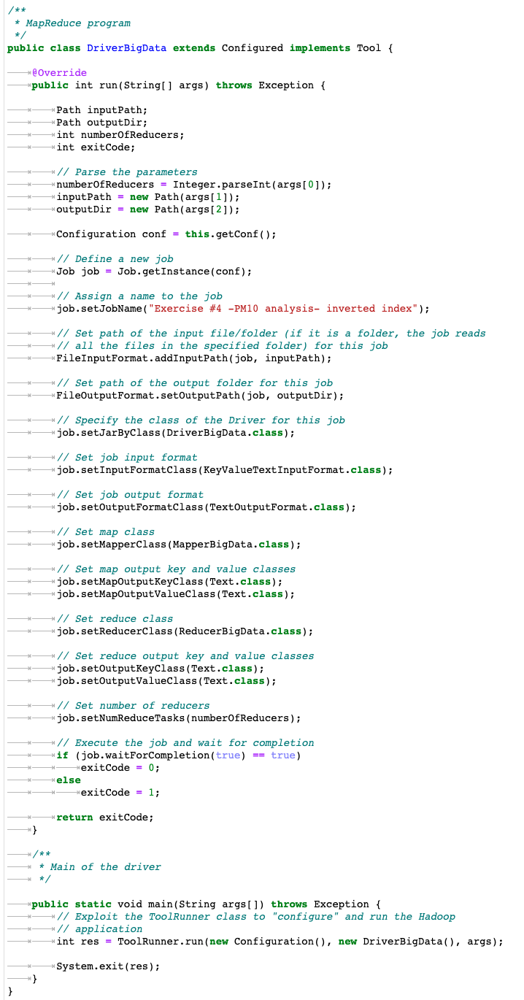 /**
 * MapReduce program
 */
public class DriverBigData extends Configured implements Tool {

    @Override
    public int run(String[] args) throws Exception {

        Path inputPath;
        Path outputDir;
        int numberOfReducers;
        int exitCode;

        // Parse the parameters
        numberOfReducers = Integer.parseInt(args[0]);
        inputPath = new Path(args[1]);
        outputDir = new Path(args[2]);

        Configuration conf = this.getConf();

        // Define a new job
        Job job = Job.getInstance(conf);

        // Assign a name to the job
        job.setJobName("Exercise #4 -PM10 analysis- inverted index");

        // Set path of the input file/folder (if it is a folder, the job reads
        // all the files in the specified folder) for this job
        FileInputFormat.addInputPath(job, inputPath);

        // Set path of the output folder for this job
        FileOutputFormat.setOutputPath(job, outputDir);

        // Specify the class of the Driver for this job
        job.setJarByClass(DriverBigData.class);

        // Set job input format
        job.setInputFormatClass(KeyValueTextInputFormat.class);

        // Set job output format
        job.setOutputFormatClass(TextOutputFormat.class);

        // Set map class
        job.setMapperClass(MapperBigData.class);

        // Set map output key and value classes
        job.setMapOutputKeyClass(Text.class);
        job.setMapOutputValueClass(Text.class);

        // Set reduce class
        job.setReducerClass(ReducerBigData.class);

        // Set reduce output key and value classes
        job.setOutputKeyClass(Text.class);
        job.setOutputValueClass(Text.class);

        // Set number of reducers
        job.setNumReduceTasks(numberOfReducers);

        // Execute the job and wait for completion
        if (job.waitForCompletion(true) == true)
            exitCode = 0;
        else
            exitCode = 1;

        return exitCode;
    }

    /**
     * Main of the driver
     */

    public static void main(String args[]) throws Exception {
        // Exploit the ToolRunner class to "configure" and run the Hadoop
        // application
        int res = ToolRunner.run(new Configuration(), new DriverBigData(), args);

        System.exit(res);
    }
}